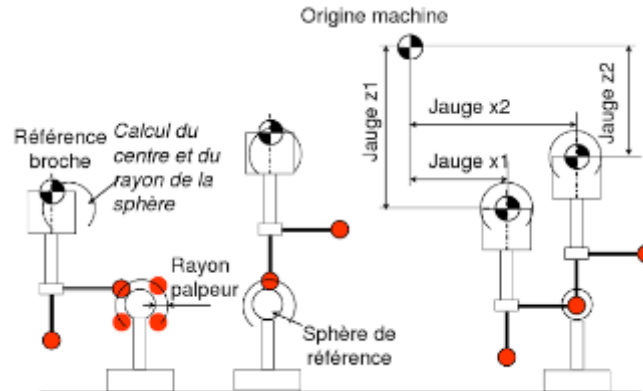 Origine machine
Référence
broche
Calcul du
centre et du
rayon de la
sphère
Rayon
palpeur
Sphère de
référence
Jauge z1
Jauge x2
Jauge x1
Jauge z2